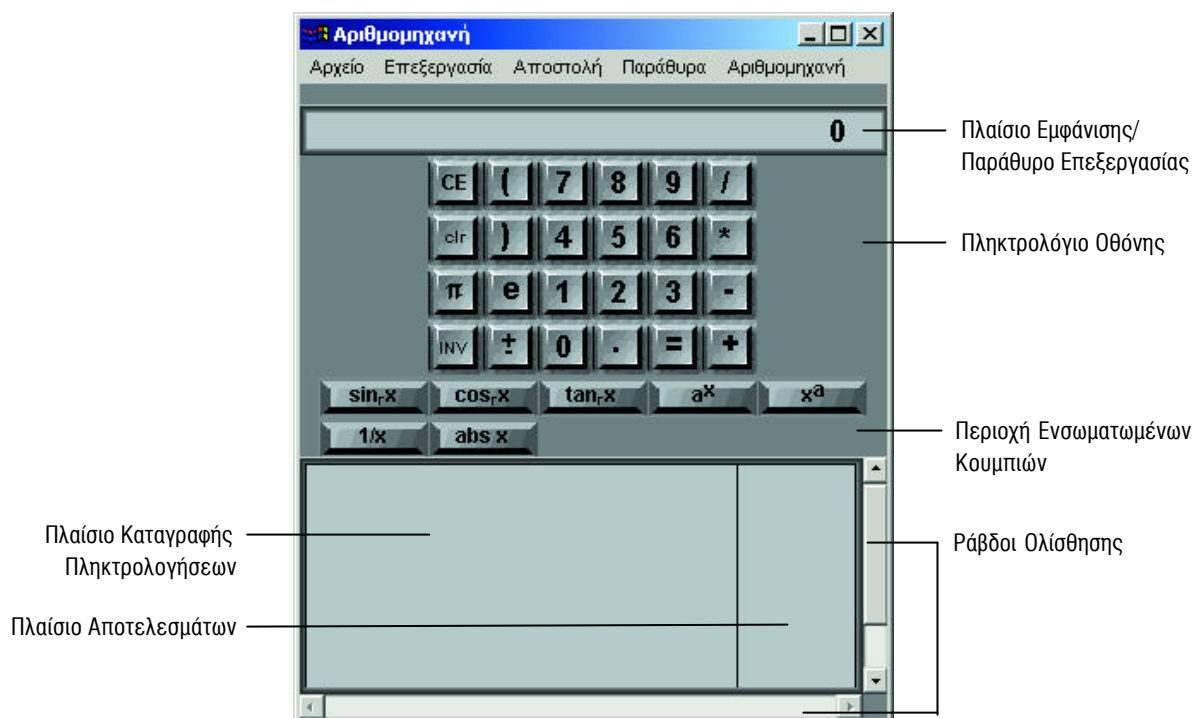 Αριθμομηχανή
Αρχείο Επεξεργασία Αποστολή Παράθυρα Αριθμομηχανή
0
Πλαίσιο Εμφάνισης/
Παράθυρο Επεξεργασίας
CE ( 7 8 9 /
clr ) 4 5 6 *
Πληκτρολόγιο Οθόνης
π e 1 2 3 -
INV ± 0 . = +
sinᵣx cosᵣx tanᵣx aˣ xᵃ
1/x abs x
Περιοχή Ενσωματωμένων
Κουμπιών
Πλαίσιο Καταγραφής
Πληκτρολογήσεων
Ράβδοι Ολίσθησης
Πλαίσιο Αποτελεσμάτων